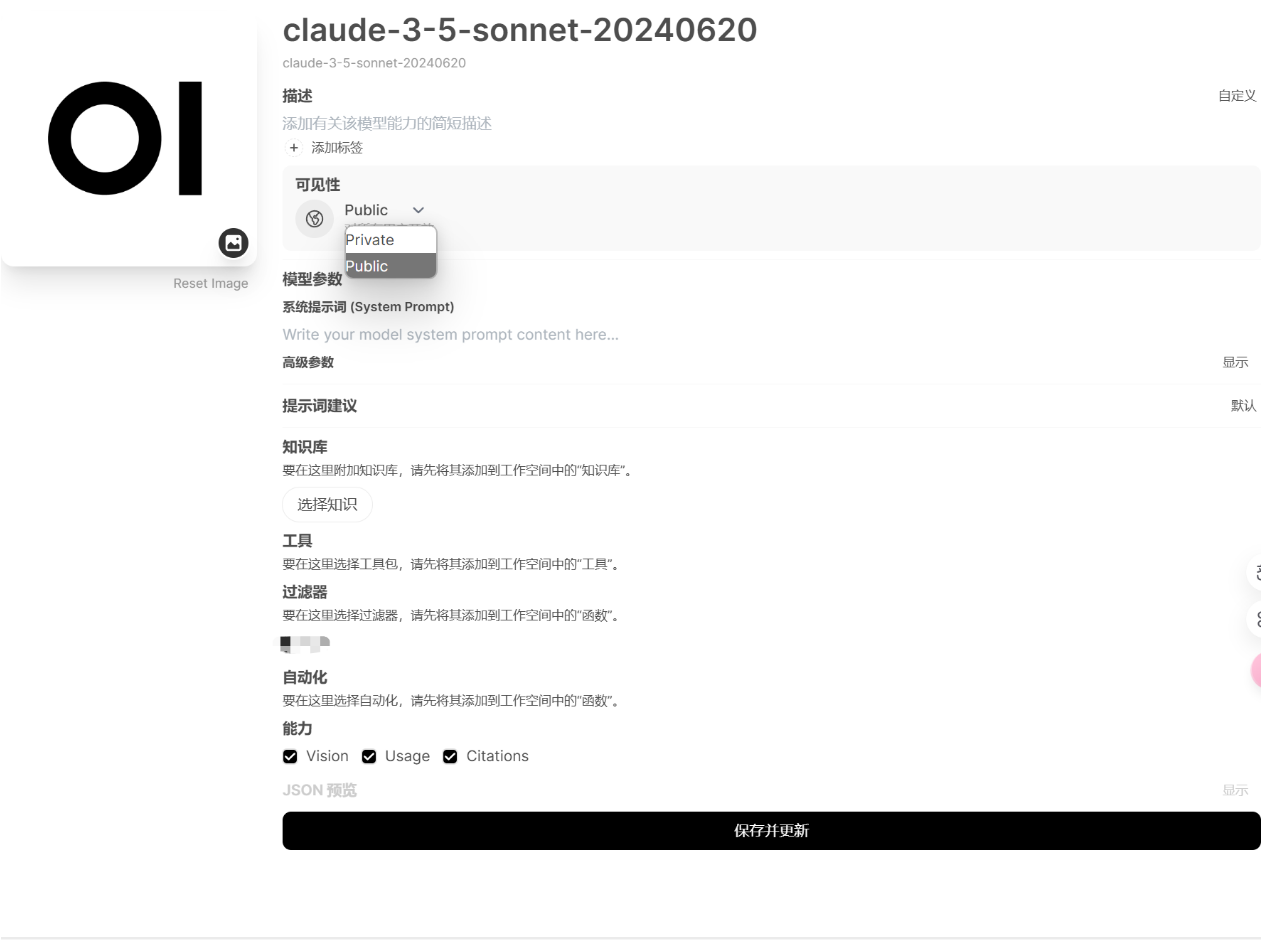 OI
claude-3-5-sonnet-20240620
claude-3-5-sonnet-20240620
描述
自定义
添加有关该模型能力的简短描述
+ 添加标签
可见性
Public
Private
Public
Reset Image
模型参数
系统提示词 (System Prompt)
Write your model system prompt content here...
高级参数
显示
提示词建议
默认
知识库
要在这里附加知识库，请先将其添加到工作空间中的“知识库”。
选择知识
工具
要在这里选择工具包，请先将其添加到工作空间中的“工具”。
过滤器
要在这里选择过滤器，请先将其添加到工作空间中的“函数”。
自动化
要在这里选择自动化，请先将其添加到工作空间中的“函数”。
能力
Vision Usage Citations
JSON 预览
显示
保存并更新